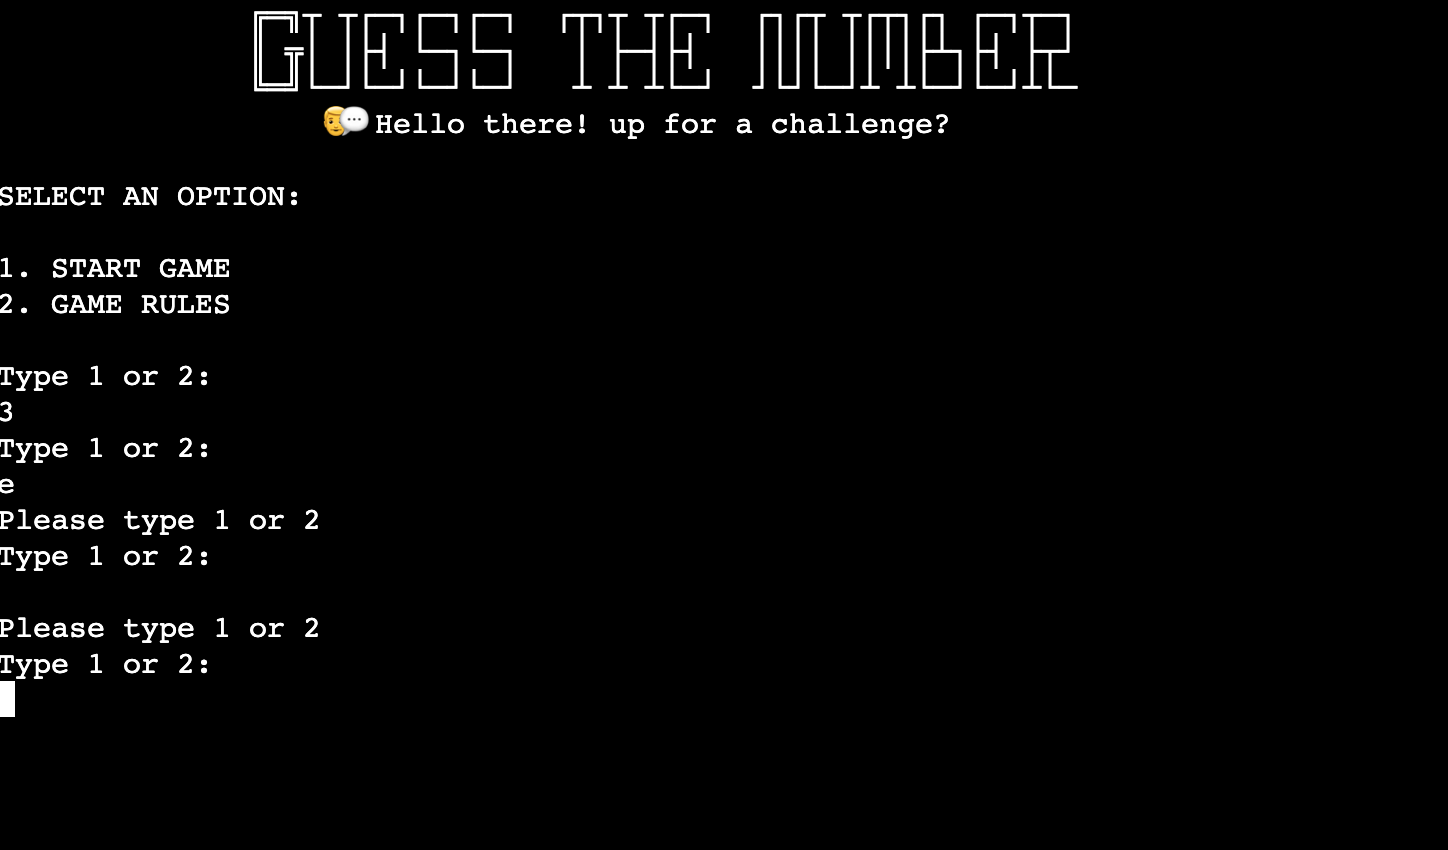 GUESS THE NUMBER
Hello there! up for a challenge?
SELECT AN OPTION:
1. START GAME
2. GAME RULES
Type 1 or 2:
3
Type 1 or 2:
e
Please type 1 or 2
Type 1 or 2:
Please type 1 or 2
Type 1 or 2: